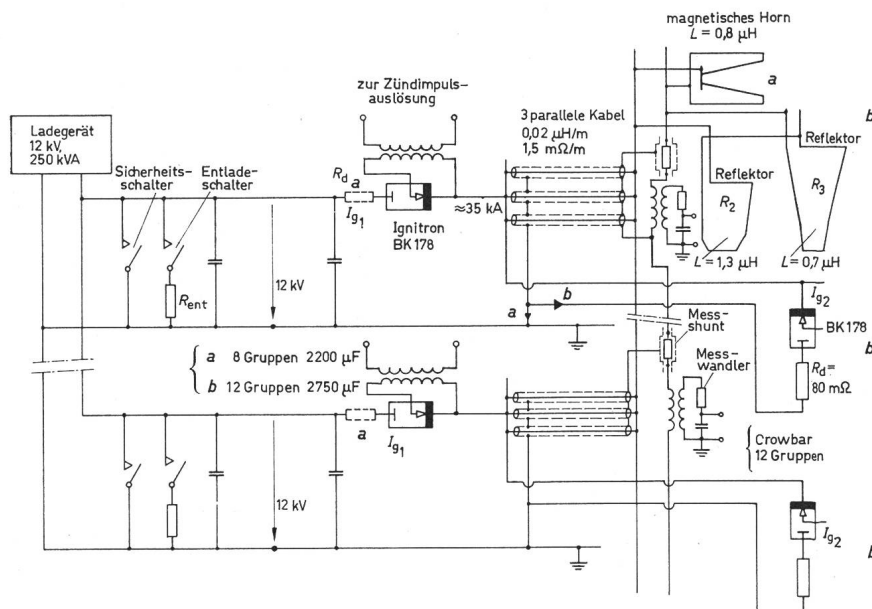 magnetisches Horn
L = 0,8 µH
a
b
zur Zündimpuls-
auslösung
3 parallele Kabel
0,02 µH/m
1,5 mΩ/m
Ladegerät
12 kV,
250 kVA
Sicherheits-
schalter
Entlade-
schalter
R_d
a
I_g1
Ignitron
BK 178
≈35 kA
Reflektor
R_2
L = 1,3 µH
Reflektor
R_3
L = 0,7 µH
R_ent
12 kV
a
b
I_g2
BK178
b
R_d =
80 mΩ
Mess-
shunt
Mess-
wandler
a 8 Gruppen 2200 µF
b 12 Gruppen 2750 µF
a
I_g1
Crowbar
12 Gruppen
12 kV
I_g2
b